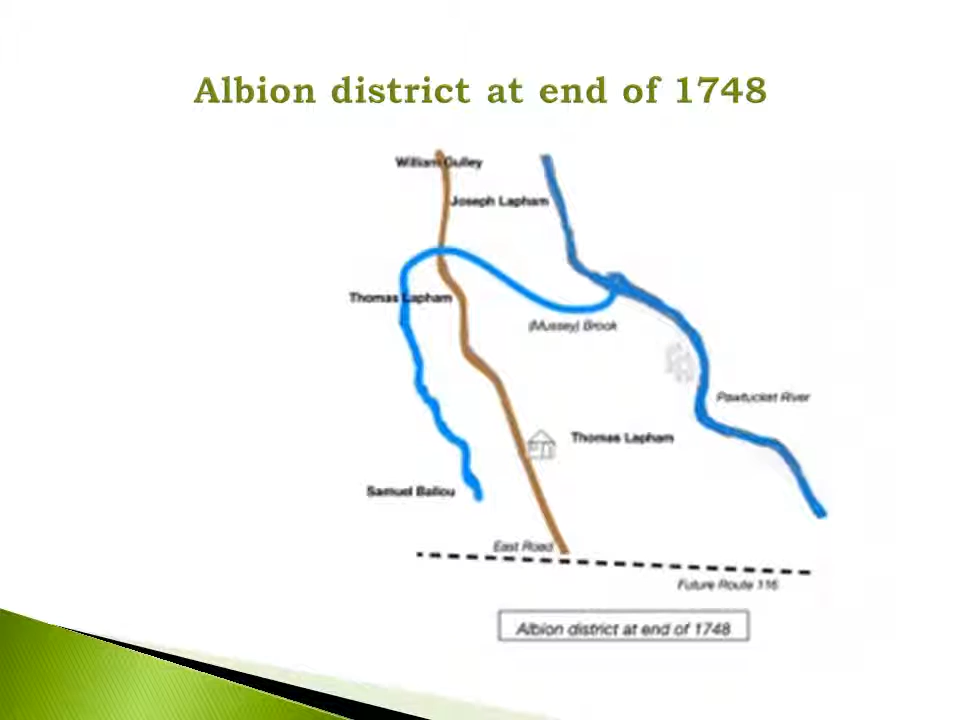 Albion district at end of 1748
William Gulley
Joseph Lapham
Thomas Lapham
(Mussey) Brook
Pawtucket River
Thomas Lapham
Samuel Ballou
East Road
Future Route 116
Albion district at end of 1748